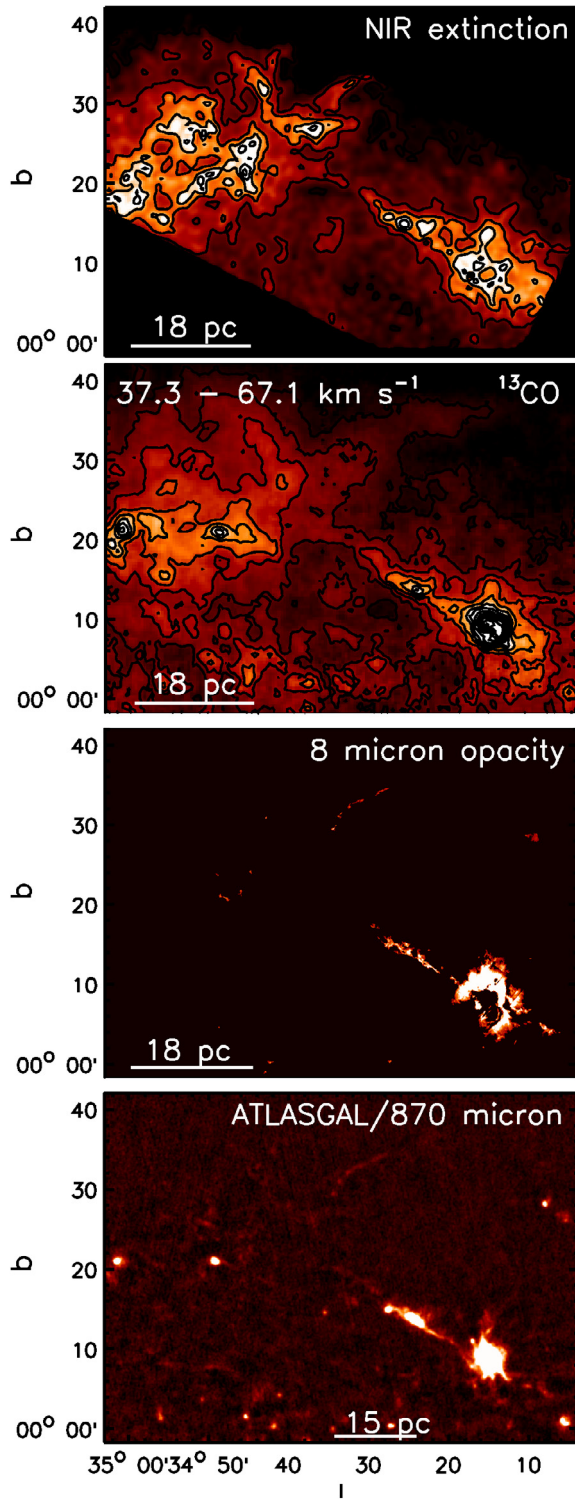 NIR extinction
40
30
b
20
10
00° 00'
18 pc
37.3 – 67.1 km s⁻¹ ¹³CO
40
30
b
20
10
00° 00'
18 pc
8 micron opacity
40
30
b
20
10
00° 00'
18 pc
ATLASGAL/870 micron
40
30
b
20
10
00° 00'
15 pc
35° 00'34° 50' 40 30 20 10
l